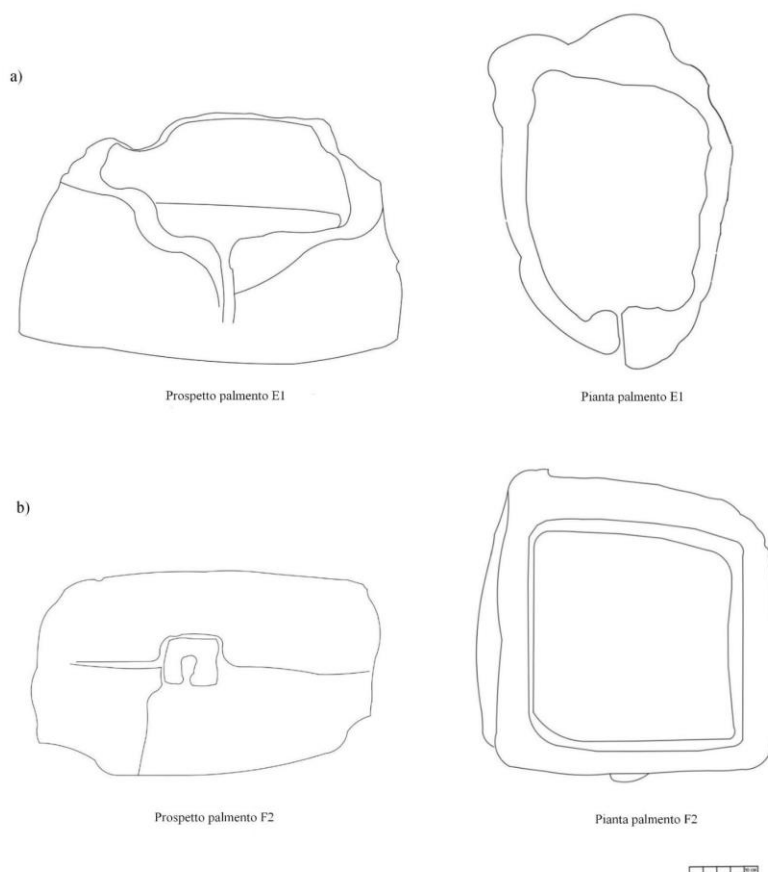 a)
Prospetto palmento E1
Pianta palmento E1
b)
Prospetto palmento F2
Pianta palmento F2